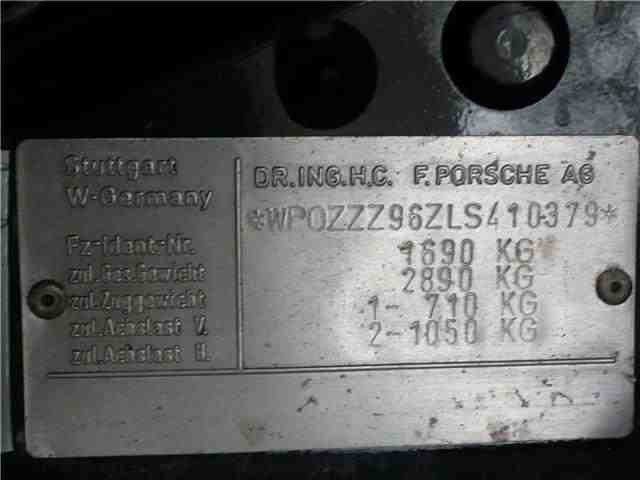 Stuttgart
W-Germany
DR.ING.H.C. F.PORSCHE AG
Fz-Ident-Nr. *WPOZZZ96ZLS410379*
zul.Ges.Gewicht 1690 KG
zul.Zuggewicht 2890 KG
zul.Achslast V. 1- 710 KG
zul.Achslast H. 2-1050 KG